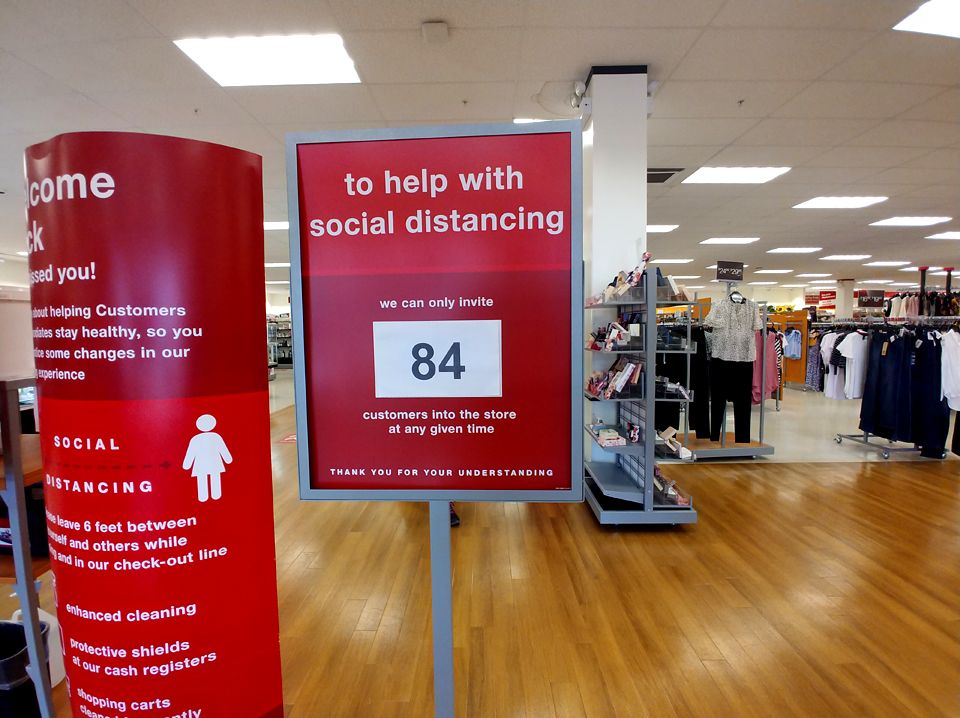 come
ck
ssed you!
about helping Customers
stay healthy, so you
some changes in our
experience
SOCIAL
DISTANCING
leave 6 feet between
and others while
and in our check-out line
enhanced cleaning
protective shields
at our cash registers
shopping carts
to help with
social distancing
we can only invite
84
customers into the store
at any given time
THANK YOU FOR YOUR UNDERSTANDING